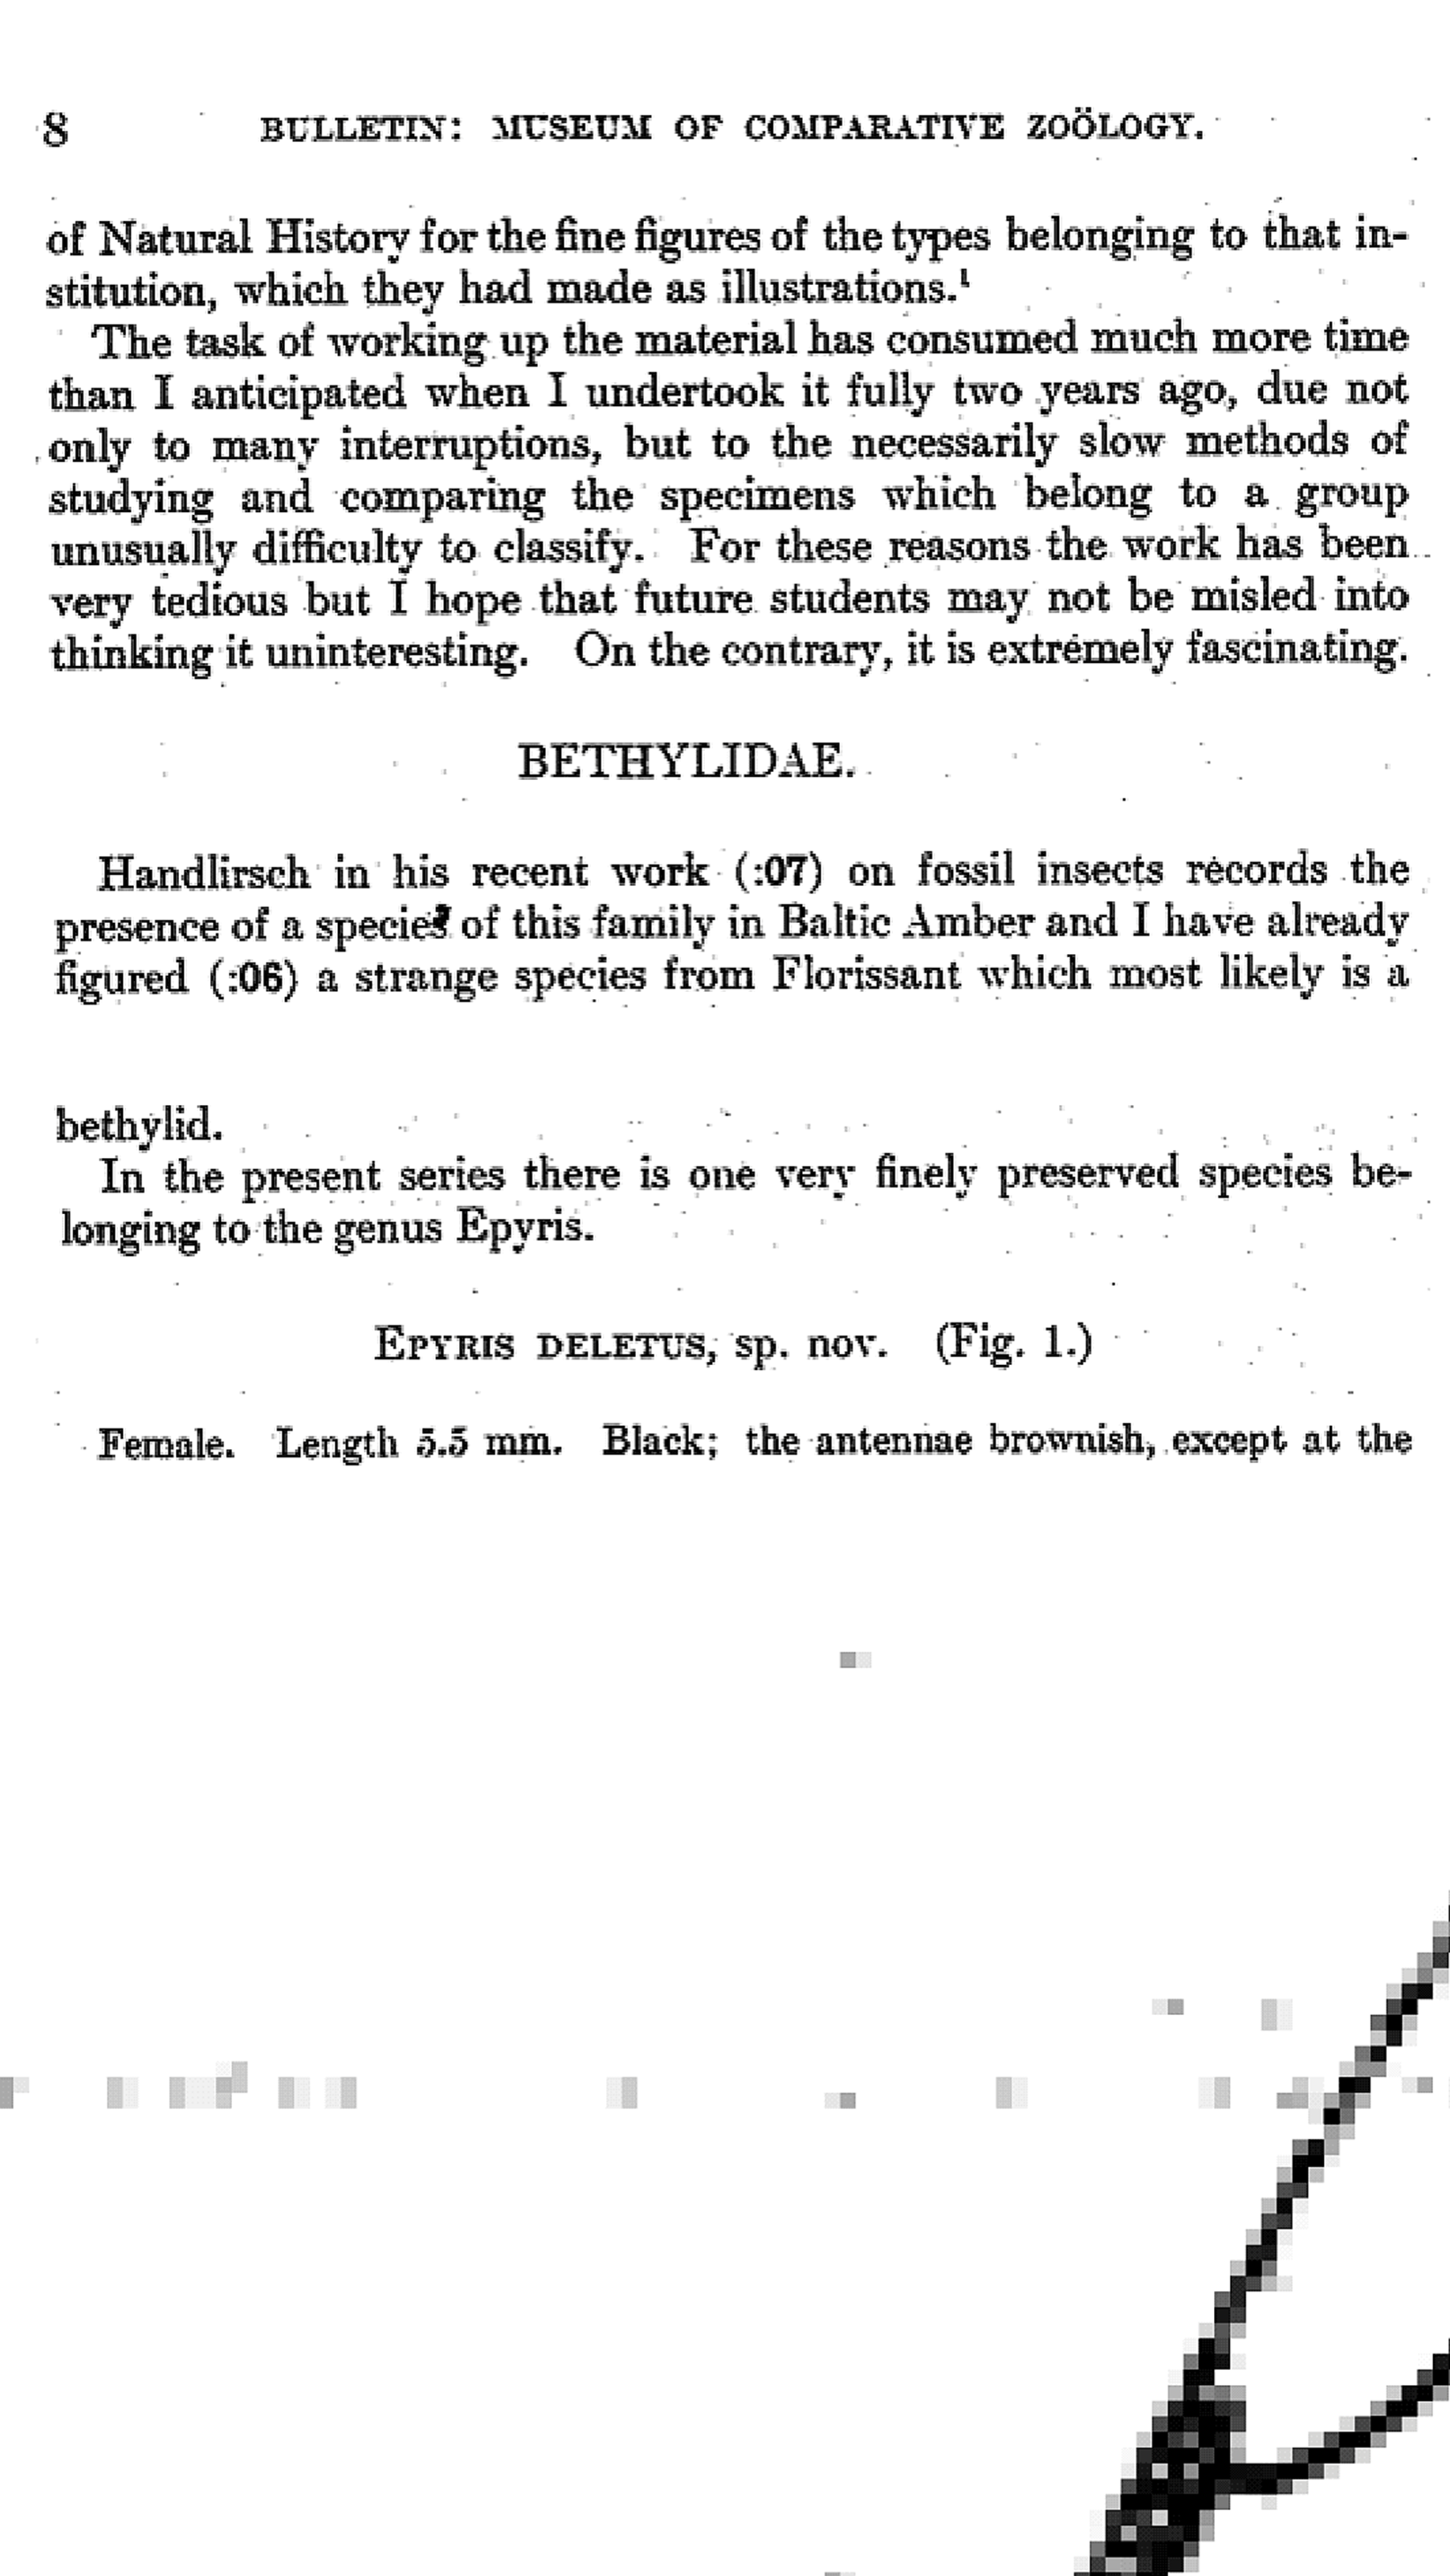 8 BULLETIN: MUSEUM OF COMPARATIVE ZOÖLOGY.
of Natural History for the fine figures of the types belonging to that in-
stitution, which they had made as illustrations.¹
The task of working up the material has consumed much more time
than I anticipated when I undertook it fully two years ago, due not
only to many interruptions, but to the necessarily slow methods of
studying and comparing the specimens which belong to a group
unusually difficulty to classify. For these reasons the work has been
very tedious but I hope that future students may not be misled into
thinking it uninteresting. On the contrary, it is extremely fascinating.
BETHYLIDAE.
Handlirsch in his recent work (:07) on fossil insects records the
presence of a species of this family in Baltic Amber and I have already
figured (:06) a strange species from Florissant which most likely is a
bethylid.
In the present series there is one very finely preserved species be-
longing to the genus Epyris.
EPYRIS DELETUS, sp. nov. (Fig. 1.)
Female. Length 5.5 mm. Black; the antennae brownish, except at the